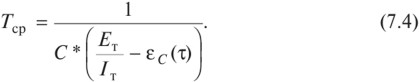 T_ср = 1 / (C * (E_т / I_т − ε_C(τ))). (7.4)